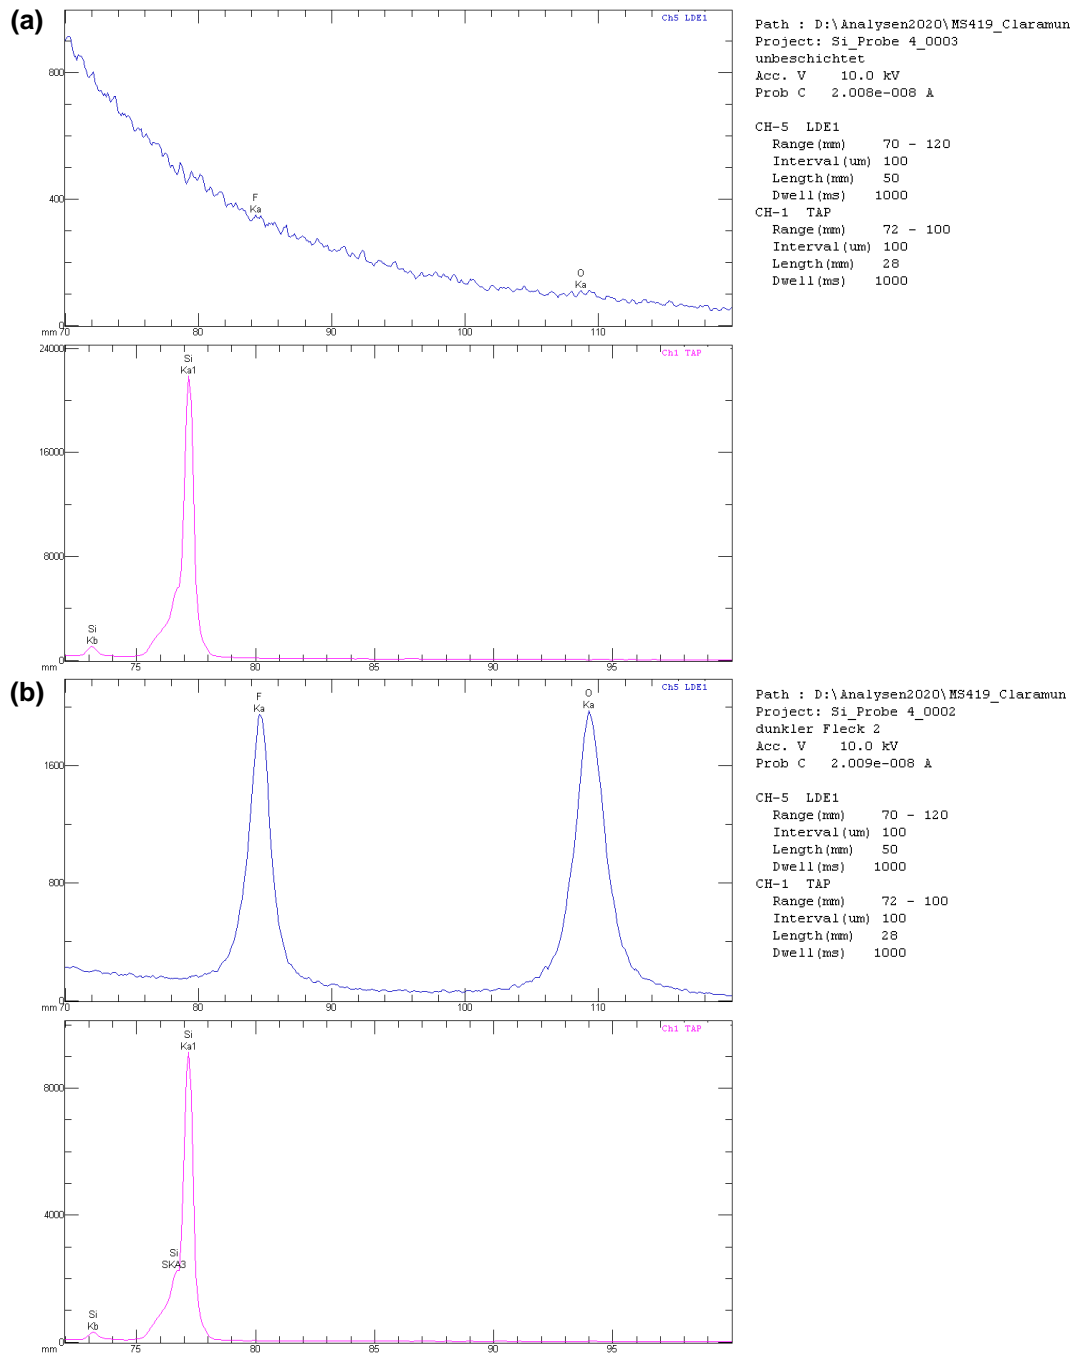 (a)
Ch5 LDE1
800
400
0
F
Ka
O
Ka
mm 70 80 90 100 110
Path : D:\Analysen2020\MS419_Claramun
Project: Si_Probe 4_0003
unbeschichtet
Acc. V 10.0 kV
Prob C 2.008e-008 A
CH-5 LDE1
Range(mm) 70 - 120
Interval(um) 100
Length(mm) 50
Dwell(ms) 1000
CH-1 TAP
Range(mm) 72 - 100
Interval(um) 100
Length(mm) 28
Dwell(ms) 1000
Ch1 TAP
24000
16000
8000
0
Si
Ka1
Si
Kb
mm 75 80 85 90 95
(b)
Ch5 LDE1
1600
800
0
F
Ka
O
Ka
mm 70 80 90 100 110
Path : D:\Analysen2020\MS419_Claramun
Project: Si_Probe 4_0002
dunkler Fleck 2
Acc. V 10.0 kV
Prob C 2.009e-008 A
CH-5 LDE1
Range(mm) 70 - 120
Interval(um) 100
Length(mm) 50
Dwell(ms) 1000
CH-1 TAP
Range(mm) 72 - 100
Interval(um) 100
Length(mm) 28
Dwell(ms) 1000
Ch1 TAP
8000
4000
0
Si
Ka1
Si
SKA3
Si
Kb
mm 75 80 85 90 95